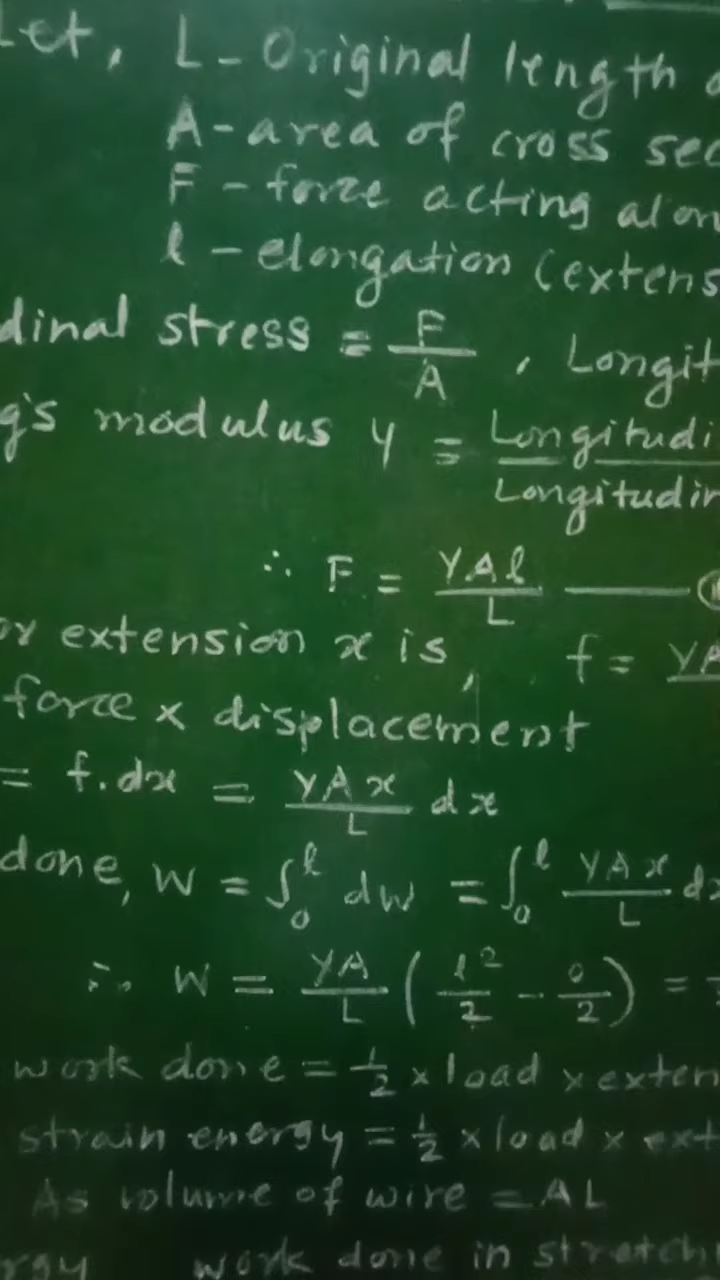 Let, L - Original length o
A - area of cross sec
F - force acting alon
l - elongation (extens
dinal stress = F/A , Longit
g's modulus Y = Longitudi/Longitudin
∴ F = YAl/L
or extension x is, f = YA
force x displacement
= f.dx = YAx/L dx
done, W = ∫₀ˡ dW = ∫₀ˡ YAx/L dx
∴ W = YA/L (l²/2 - 0/2) =
work done = 1/2 x load x exten
strain energy = 1/2 x load x ext
As volume of wire = AL
rgy work done in stretch